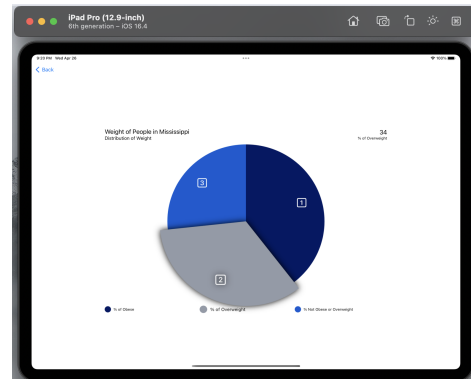 iPad Pro (12.9-inch)
6th generation – iOS 16.4
9:29 PM Wed Apr 26
100%
Back
Weight of People in Mississippi
Distribution of Weight
34
% of Overweight
3
1
2
% of Obese
% of Overweight
% Not Obese or Overweight